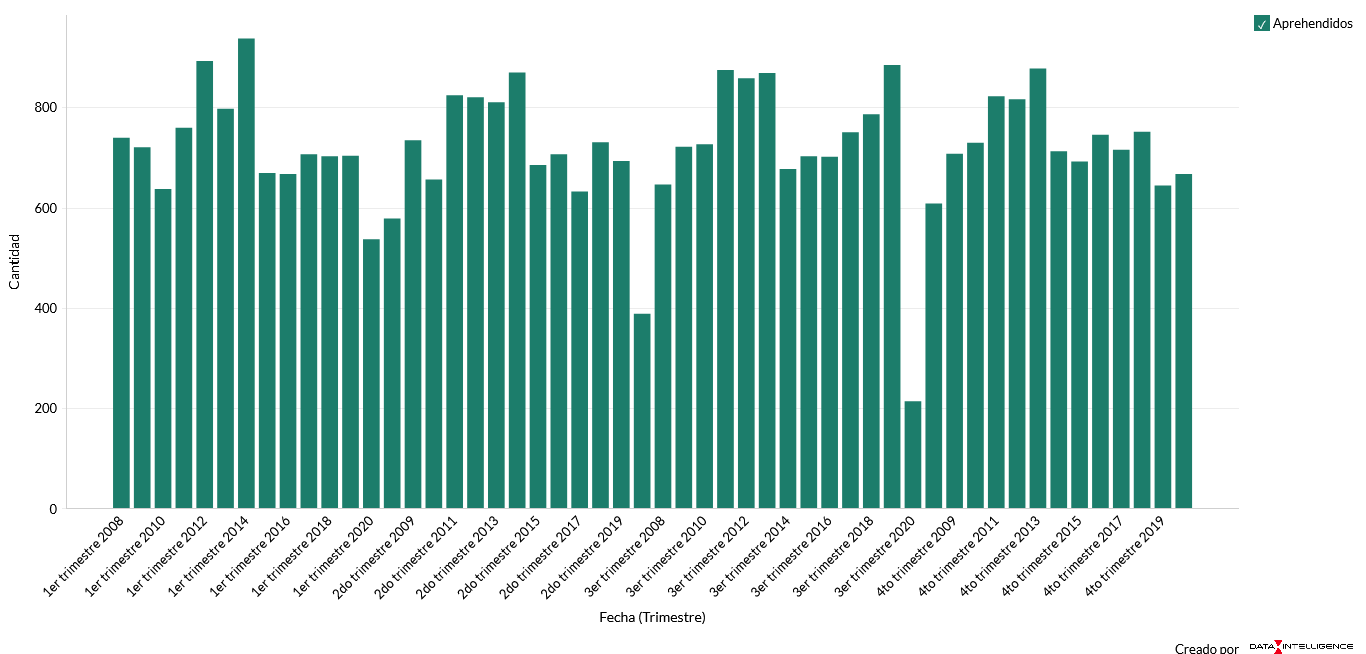 Aprehendidos
Cantidad
800
600
400
200
0
1er trimestre 2008
1er trimestre 2010
1er trimestre 2012
1er trimestre 2014
1er trimestre 2016
1er trimestre 2018
1er trimestre 2020
2do trimestre 2009
2do trimestre 2011
2do trimestre 2013
2do trimestre 2015
2do trimestre 2017
2do trimestre 2019
3er trimestre 2008
3er trimestre 2010
3er trimestre 2012
3er trimestre 2014
3er trimestre 2016
3er trimestre 2018
3er trimestre 2020
4to trimestre 2009
4to trimestre 2011
4to trimestre 2013
4to trimestre 2015
4to trimestre 2017
4to trimestre 2019
Fecha (Trimestre)
Creado por DATA INTELLIGENCE